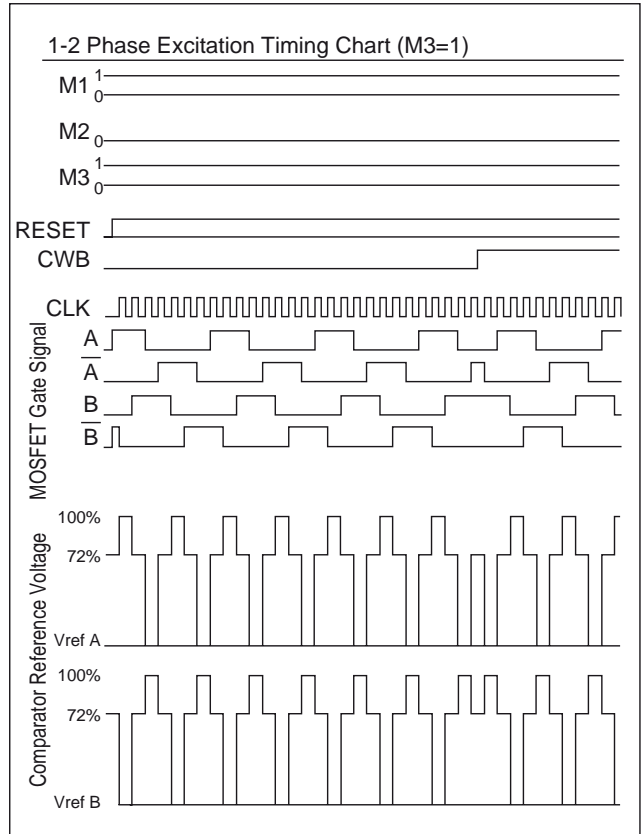 1-2 Phase Excitation Timing Chart (M3=1)
M1 1
0
M2 0
M3 1
0
RESET
CWB
CLK
MOSFET Gate Signal
A
A̅
B
B̅
Comparator Reference Voltage
100%
72%
Vref A
100%
72%
Vref B